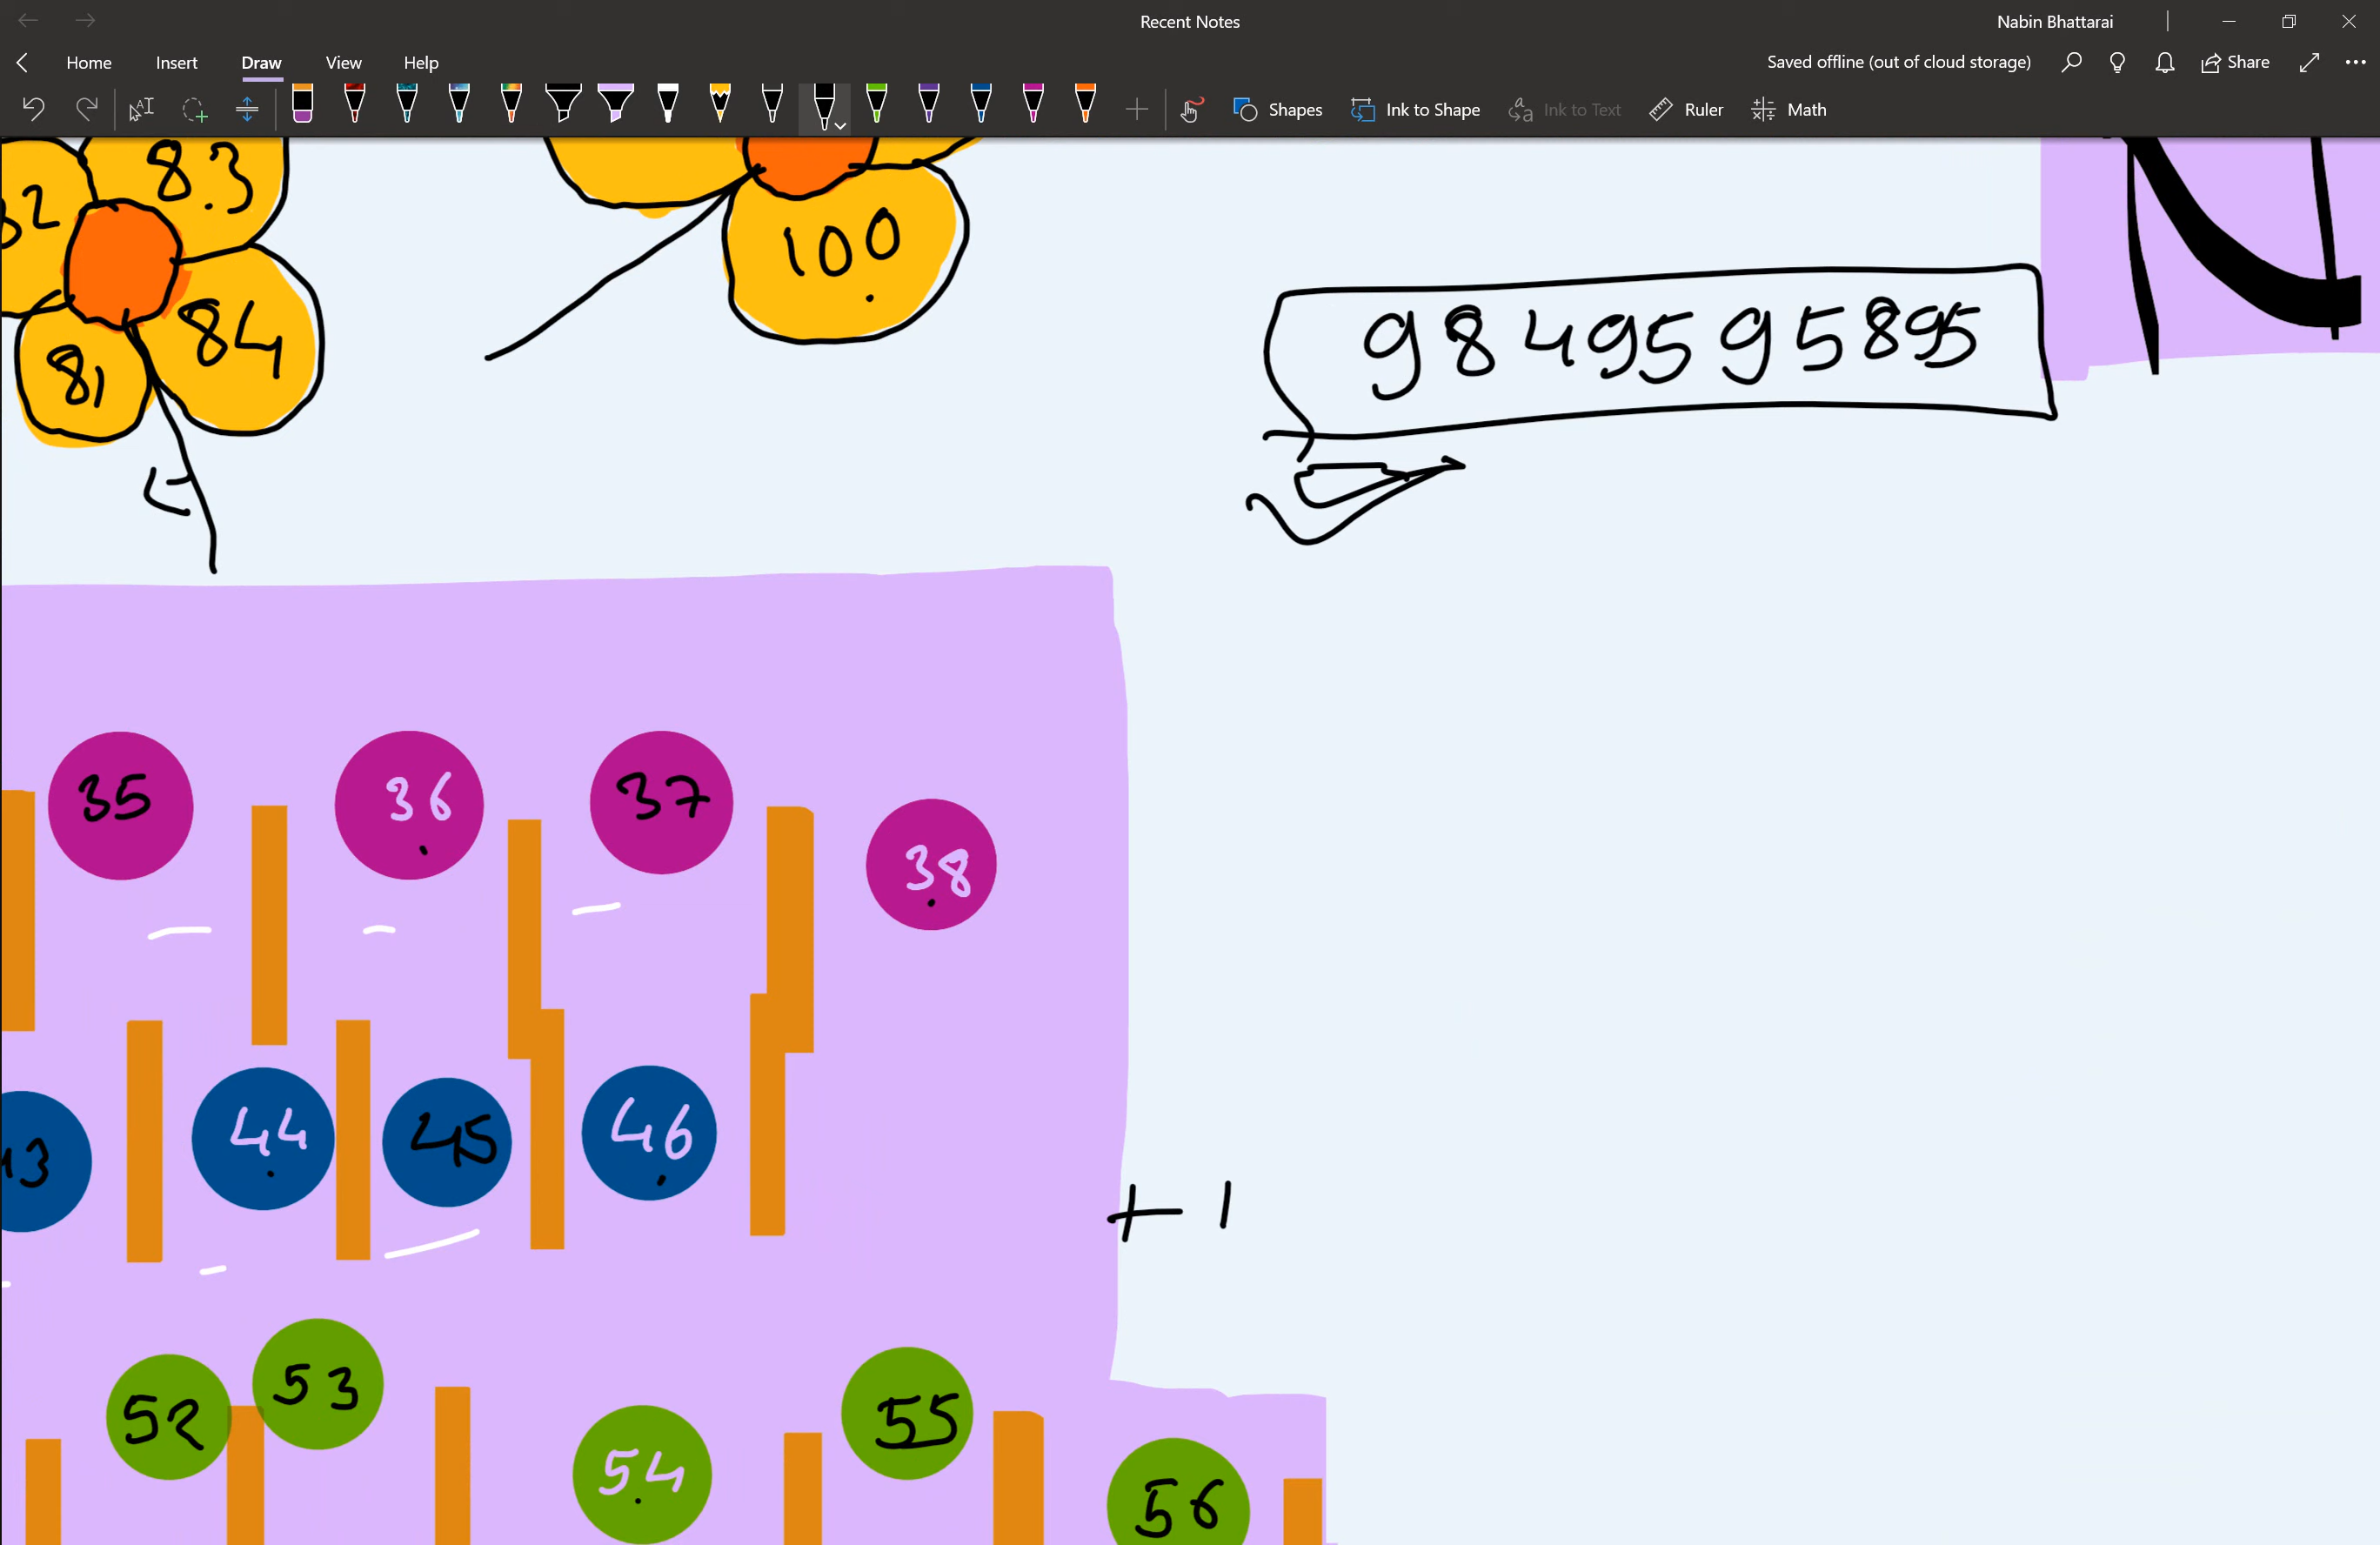 Recent Notes
Nabin Bhattarai
Home Insert Draw View Help
Saved offline (out of cloud storage)
Share
Shapes
Ink to Shape
Ink to Text
Ruler
Math
83
84
81
100
9849595895
35
36
37
38
44
45
46
+1
52
53
54
55
56